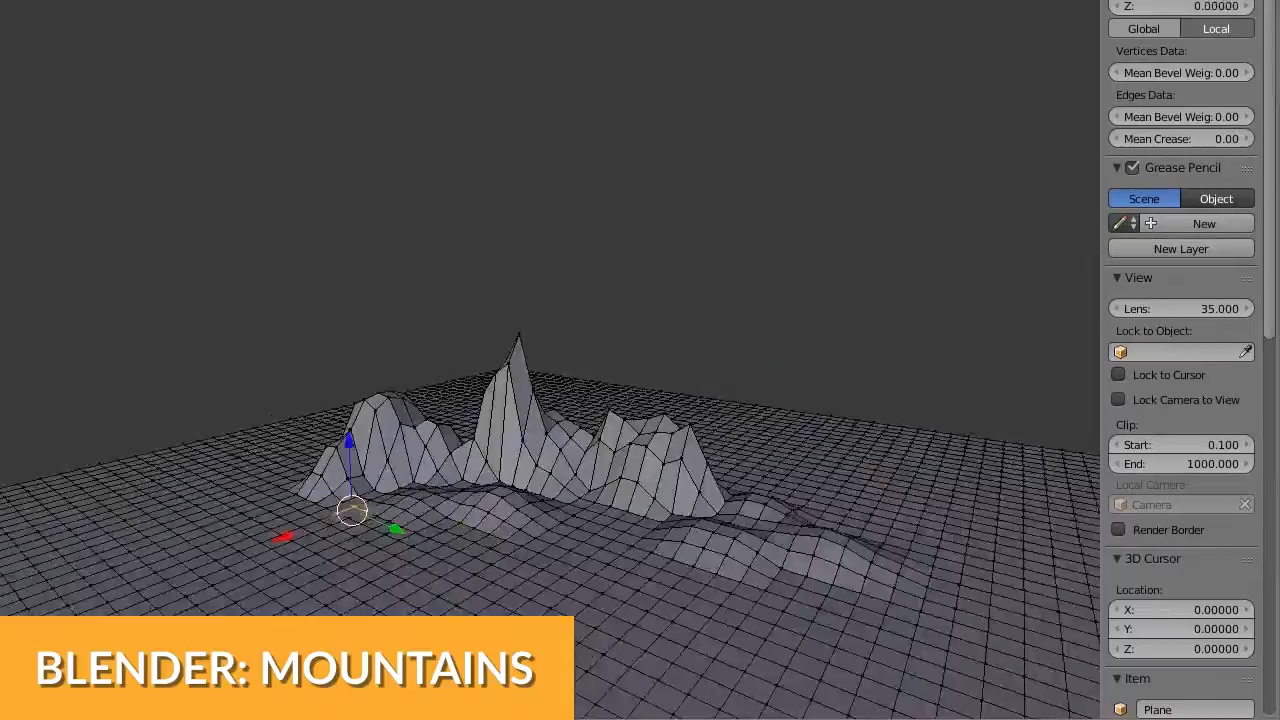 Z: 0.00000
Global Local
Vertices Data:
Mean Bevel Weig: 0.00
Edges Data:
Mean Bevel Weig: 0.00
Mean Crease: 0.00
Grease Pencil
Scene Object
New
New Layer
View
Lens: 35.000
Lock to Object:
Lock to Cursor
Lock Camera to View
Clip:
Start: 0.100
End: 1000.000
Local Camera:
Camera
Render Border
3D Cursor
Location:
X: 0.00000
Y: 0.00000
Z: 0.00000
Item
Plane
BLENDER: MOUNTAINS